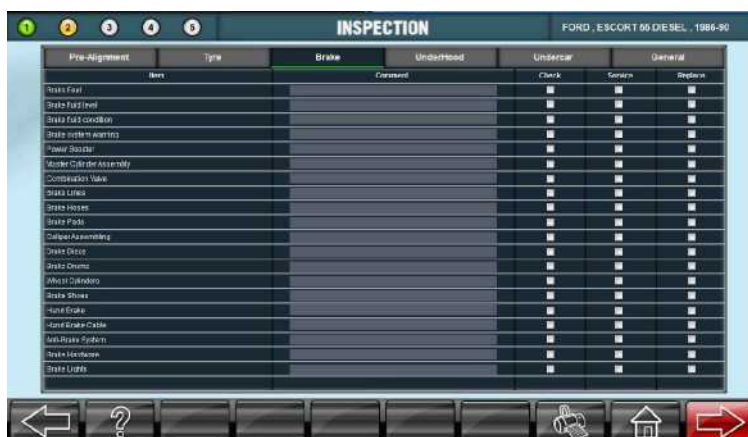 1 2 3 4 5 INSPECTION FORD , ESCORT 55 DIESEL , 1986-90
Pre-Alignment Tyre Brake UnderHood Undercar General
Item Comment Check Service Replace
Brake Feel
Brake fluid level
Brake fluid condition
Brake system warning
Power Booster
Master Cylinder Assembly
Combination Valve
Brake Lines
Brake Hoses
Brake Pads
Calliper Assembling
Brake Discs
Brake Drums
Wheel Cylinders
Brake Shoes
Hand Brake
Hand Brake Cable
Anti-Brake System
Brake Hardware
Brake Lights
?